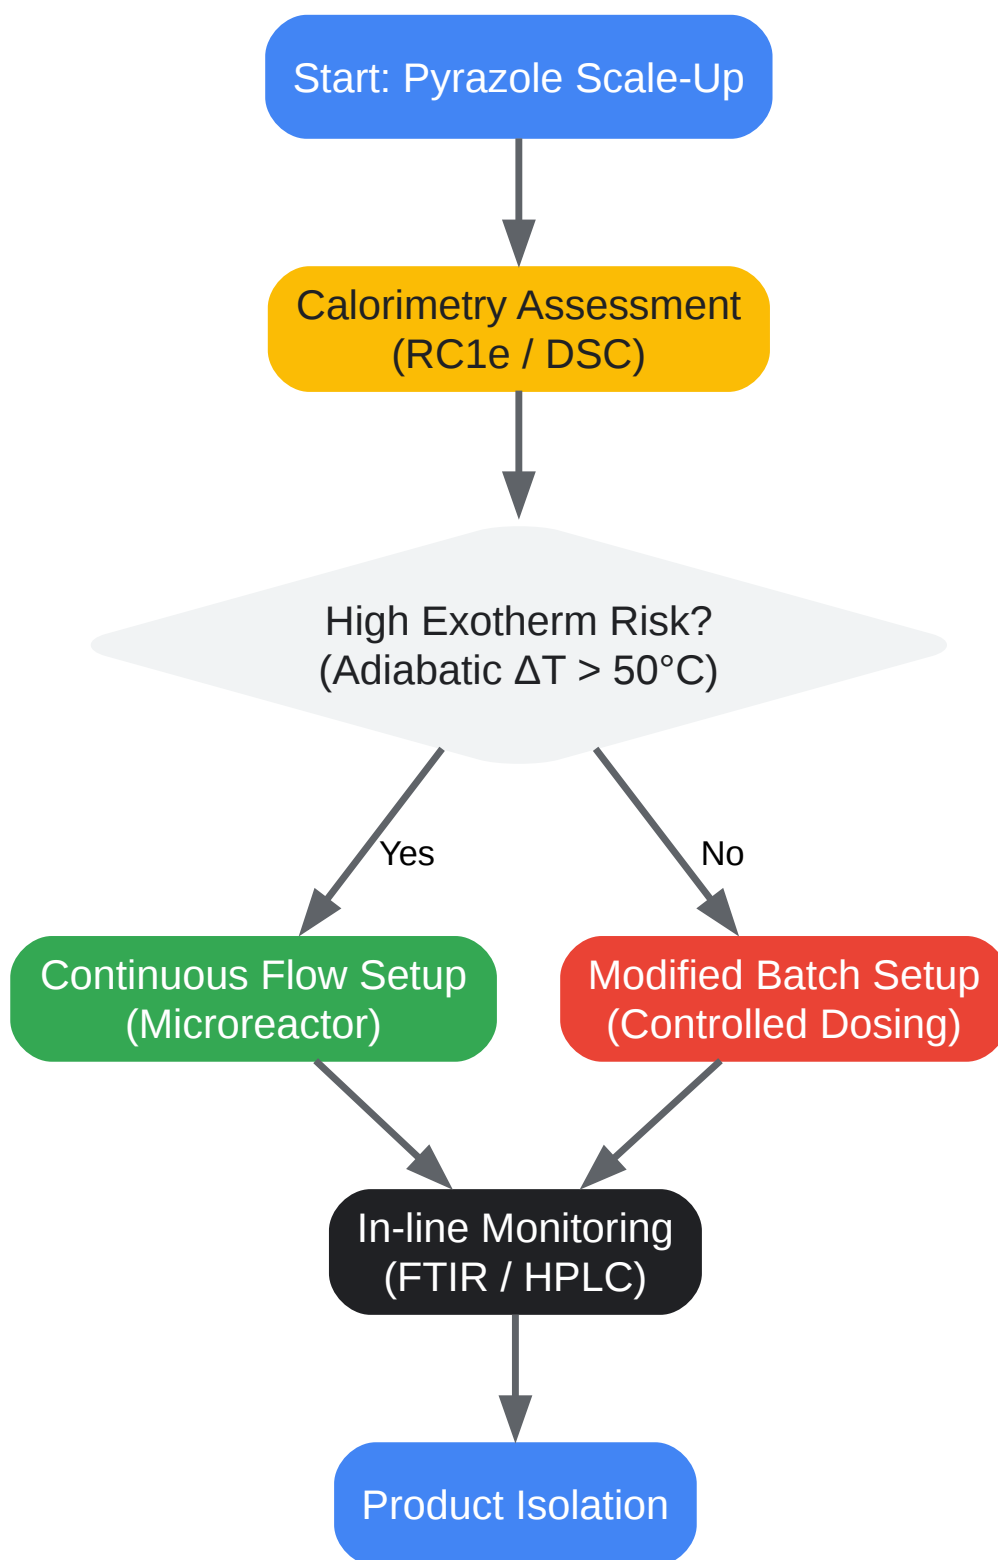 Start: Pyrazole Scale-Up
Calorimetry Assessment
(RC1e / DSC)
High Exotherm Risk?
(Adiabatic ΔT > 50°C)
Yes
No
Continuous Flow Setup
(Microreactor)
Modified Batch Setup
(Controlled Dosing)
In-line Monitoring
(FTIR / HPLC)
Product Isolation